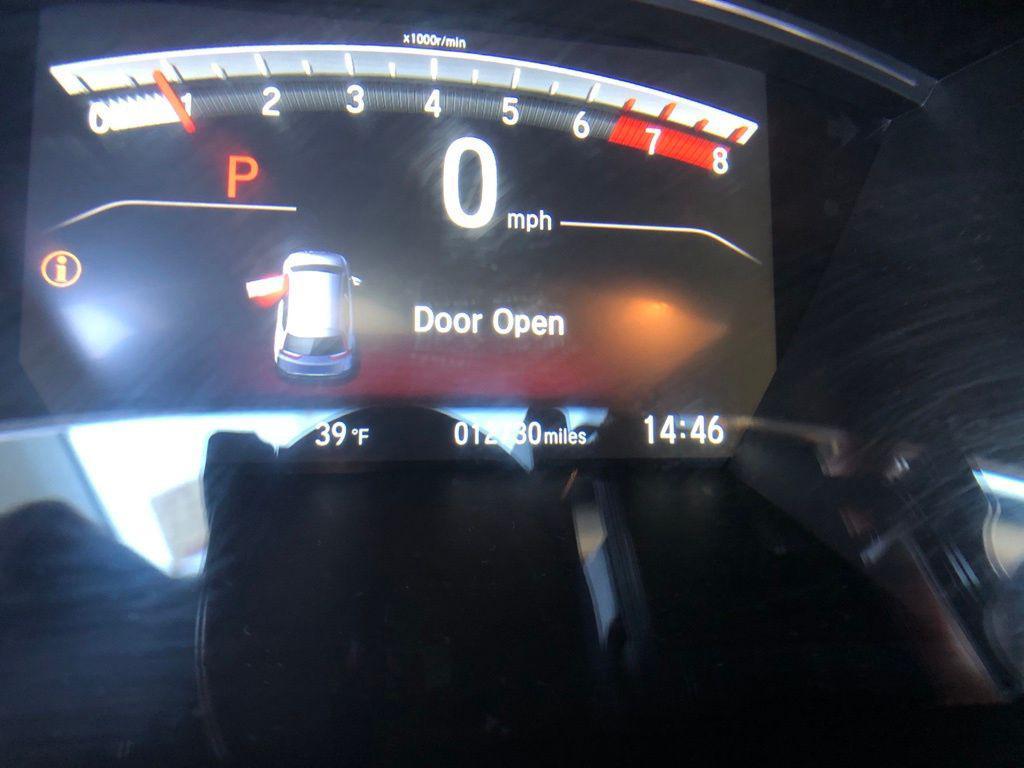 x1000r/min
0 1 2 3 4 5 6 7 8
P
0 mph
i
Door Open
39 °F miles 14:46